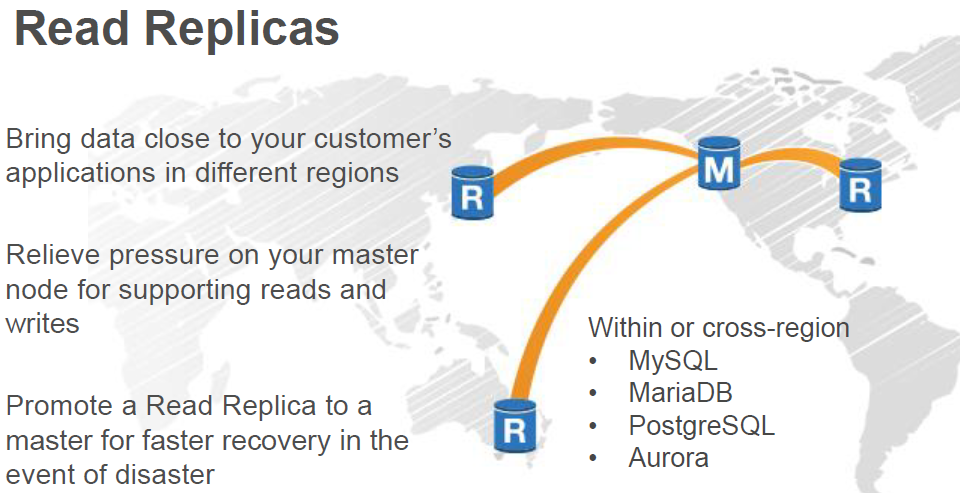 Read Replicas
Bring data close to your customer’s
applications in different regions
Relieve pressure on your master
node for supporting reads and
writes
Promote a Read Replica to a
master for faster recovery in the
event of disaster
R
M
R
R
Within or cross-region
• MySQL
• MariaDB
• PostgreSQL
• Aurora